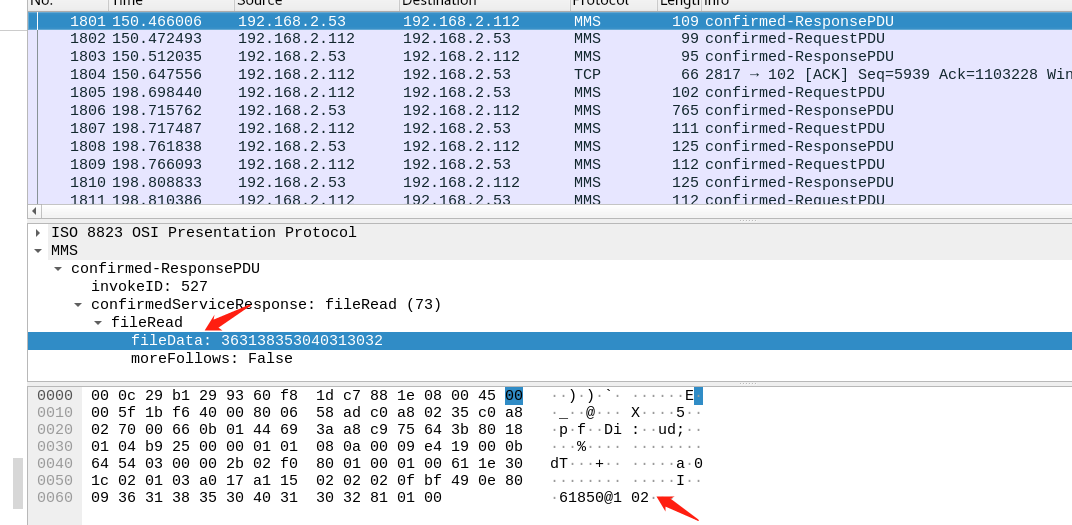 No. Time Source Destination Protocol Length Info
1801 150.466006 192.168.2.53 192.168.2.112 MMS 109 confirmed-ResponsePDU
1802 150.472493 192.168.2.112 192.168.2.53 MMS 99 confirmed-RequestPDU
1803 150.512035 192.168.2.53 192.168.2.112 MMS 95 confirmed-ResponsePDU
1804 150.647556 192.168.2.112 192.168.2.53 TCP 66 2817 → 102 [ACK] Seq=5939 Ack=1103228 Win
1805 198.698440 192.168.2.112 192.168.2.53 MMS 102 confirmed-RequestPDU
1806 198.715762 192.168.2.53 192.168.2.112 MMS 765 confirmed-ResponsePDU
1807 198.717487 192.168.2.112 192.168.2.53 MMS 111 confirmed-RequestPDU
1808 198.761838 192.168.2.53 192.168.2.112 MMS 125 confirmed-ResponsePDU
1809 198.766093 192.168.2.112 192.168.2.53 MMS 112 confirmed-RequestPDU
1810 198.808833 192.168.2.53 192.168.2.112 MMS 125 confirmed-ResponsePDU
1811 198.810386 192.168.2.112 192.168.2.53 MMS 112 confirmed-RequestPDU
ISO 8823 OSI Presentation Protocol
MMS
confirmed-ResponsePDU
invokeID: 527
confirmedServiceResponse: fileRead (73)
fileRead
fileData: 363138353040313032
moreFollows: False
0000 00 0c 29 b1 29 93 60 f8 1d c7 88 1e 08 00 45 00 ··)·)·`· ······E·
0010 00 5f 1b f6 40 00 80 06 58 ad c0 a8 02 35 c0 a8 ·_··@··· X····5··
0020 02 70 00 66 0b 01 44 69 3a a8 c9 75 64 3b 80 18 ·p·f··Di :··ud;··
0030 01 04 b9 25 00 00 01 01 08 0a 00 09 e4 19 00 0b ···%···· ········
0040 64 54 03 00 00 2b 02 f0 80 01 00 01 00 61 1e 30 dT···+·· ·····a·0
0050 1c 02 01 03 a0 17 a1 15 02 02 02 0f bf 49 0e 80 ········ ·····I··
0060 09 36 31 38 35 30 40 31 30 32 81 01 00 ·61850@1 02···